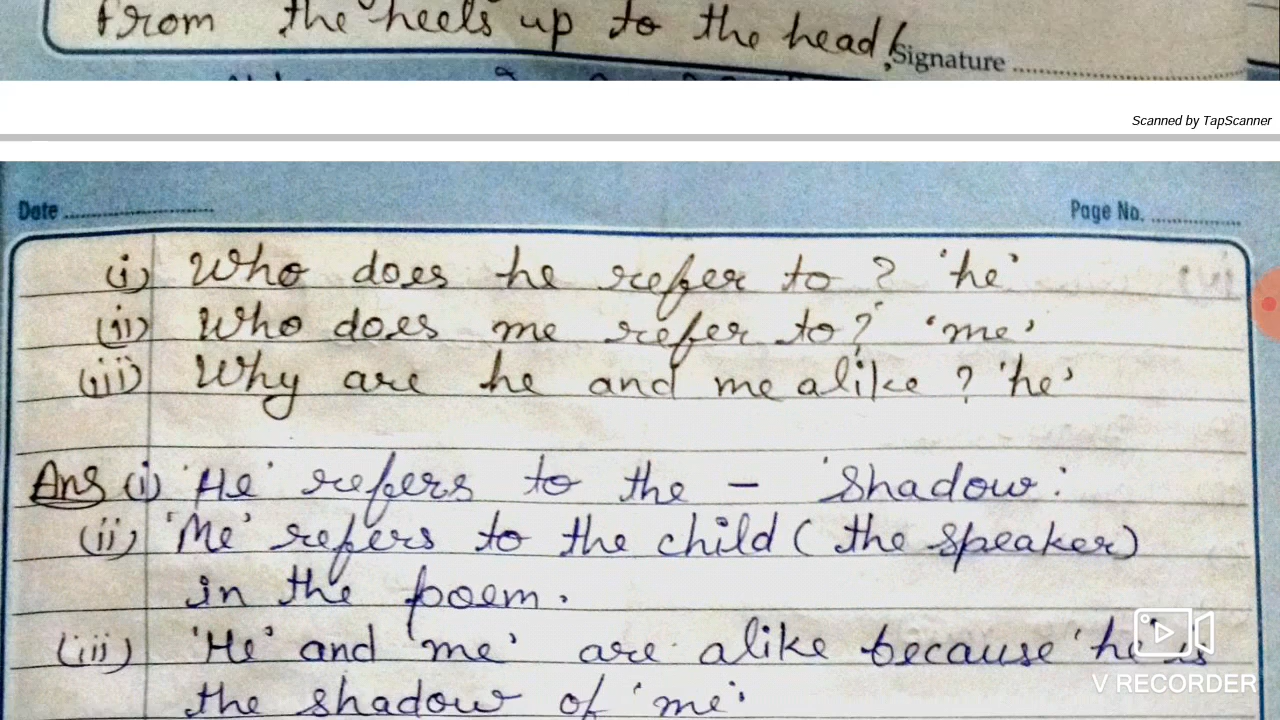 from the heels up to the head!
Signature
Scanned by TapScanner
Date
Page No.
(i) Who does he refer to ? 'he'
(ii) Who does me refer to? 'me'
(iii) Why are he and me alike ? 'he'
Ans (i) 'He' refers to the - 'Shadow.'
(ii) 'Me' refers to the child ( the speaker)
in the poem.
(iii) 'He' and 'me' are alike because 'he' is
the shadow of 'me'.
V RECORDER